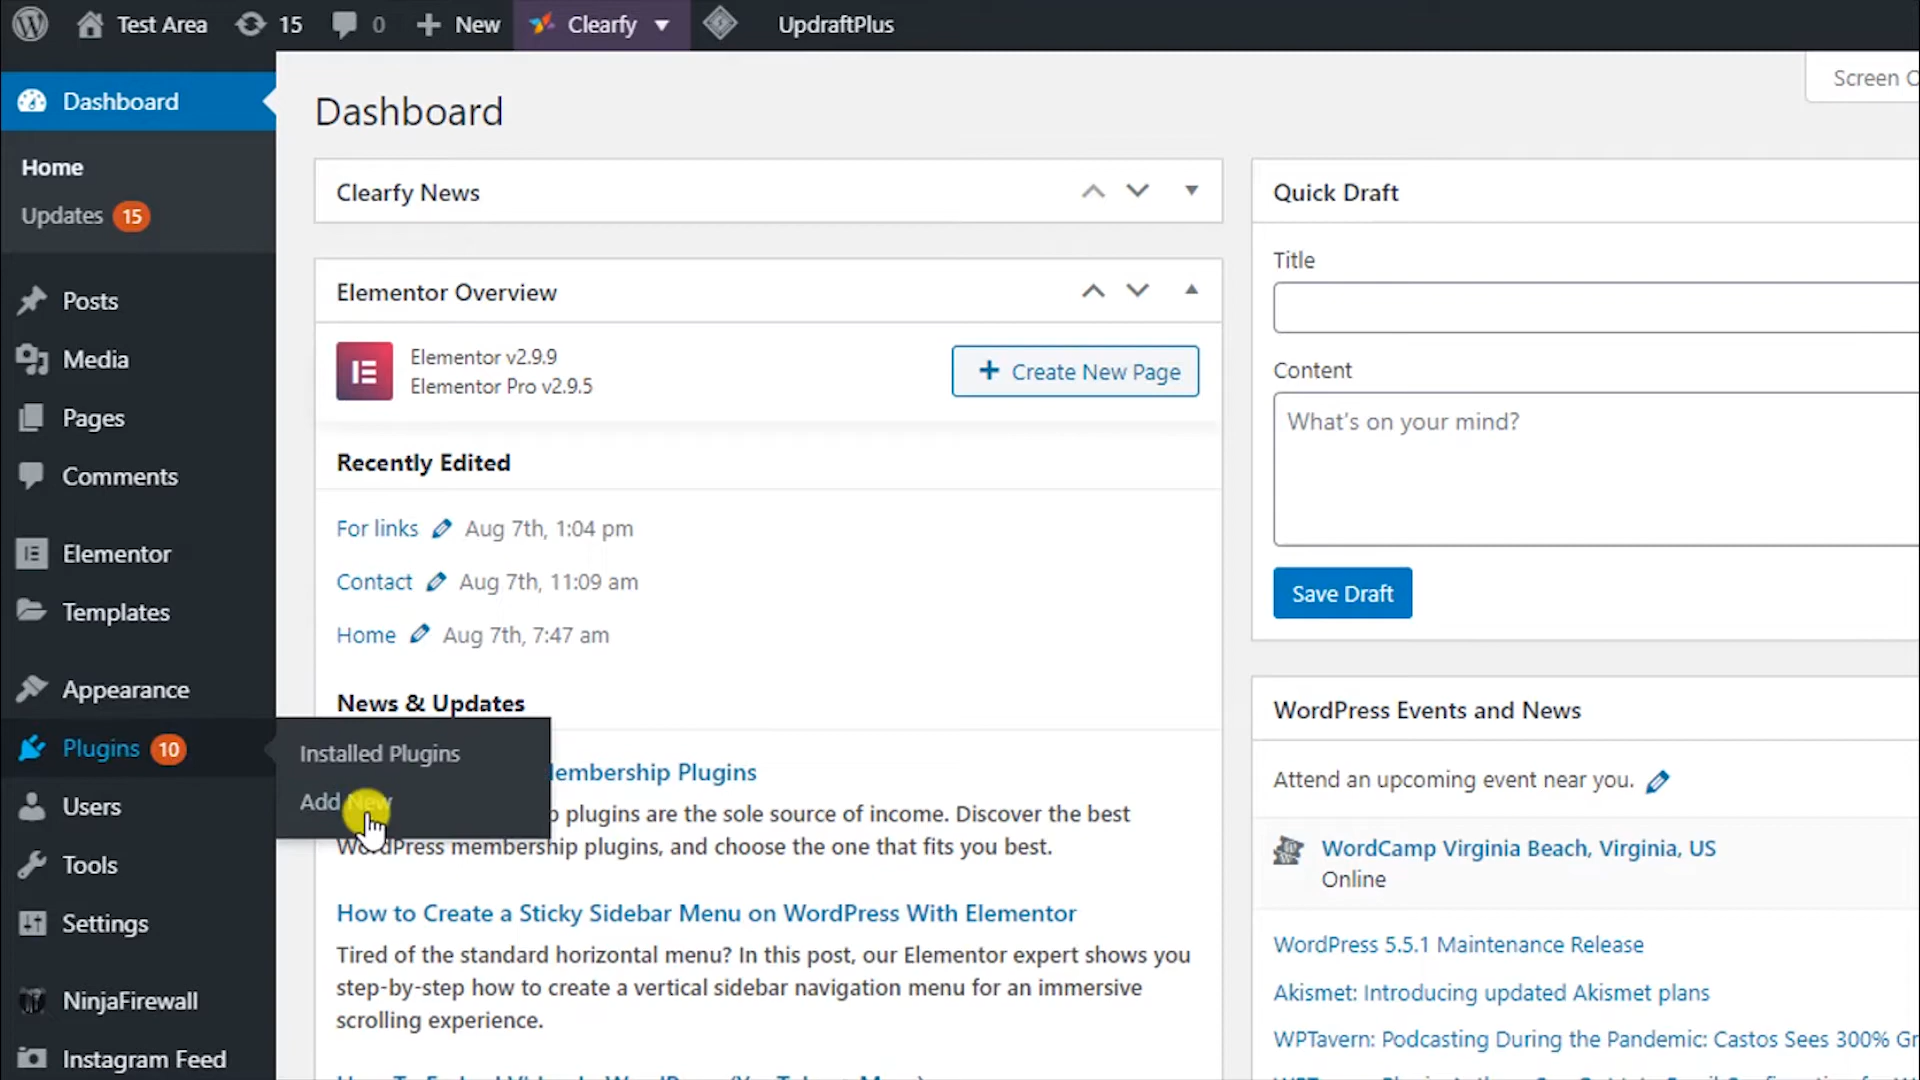 Test Area 15 0 New Clearfy UpdraftPlus
Screen O
Dashboard
Home
Updates 15
Posts
Media
Pages
Comments
Elementor
Templates
Appearance
Plugins 10
Installed Plugins
Add New
Users
Tools
Settings
NinjaFirewall
Instagram Feed
Dashboard
Clearfy News
Elementor Overview
Elementor v2.9.9
Elementor Pro v2.9.5
Create New Page
Recently Edited
For links Aug 7th, 1:04 pm
Contact Aug 7th, 11:09 am
Home Aug 7th, 7:47 am
News & Updates
embership Plugins
plugins are the sole source of income. Discover the best
WordPress membership plugins, and choose the one that fits you best.
How to Create a Sticky Sidebar Menu on WordPress With Elementor
Tired of the standard horizontal menu? In this post, our Elementor expert shows you
step-by-step how to create a vertical sidebar navigation menu for an immersive
scrolling experience.
Quick Draft
Title
Content
What's on your mind?
Save Draft
WordPress Events and News
Attend an upcoming event near you.
WordCamp Virginia Beach, Virginia, US
Online
WordPress 5.5.1 Maintenance Release
Akismet: Introducing updated Akismet plans
WPTavern: Podcasting During the Pandemic: Castos Sees 300% Gr